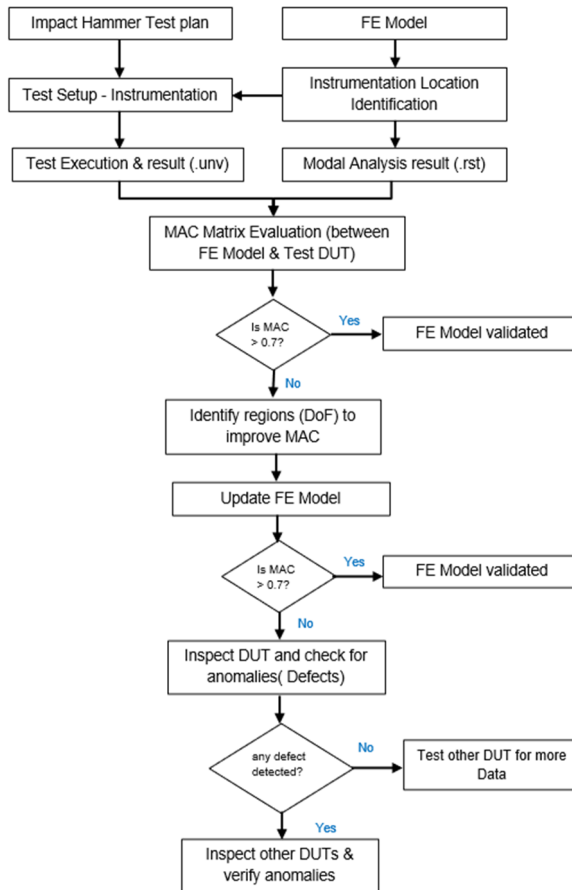 Impact Hammer Test plan
FE Model
Test Setup - Instrumentation
Instrumentation Location
Identification
Test Execution & result (.unv)
Modal Analysis result (.rst)
MAC Matrix Evaluation (between
FE Model & Test DUT)
Is MAC
> 0.7?
Yes
FE Model validated
No
Identify regions (DoF) to
improve MAC
Update FE Model
Is MAC
> 0.7?
Yes
FE Model validated
No
Inspect DUT and check for
anomalies( Defects)
any defect
detected?
No
Test other DUT for more
Data
Yes
Inspect other DUTs &
verify anomalies